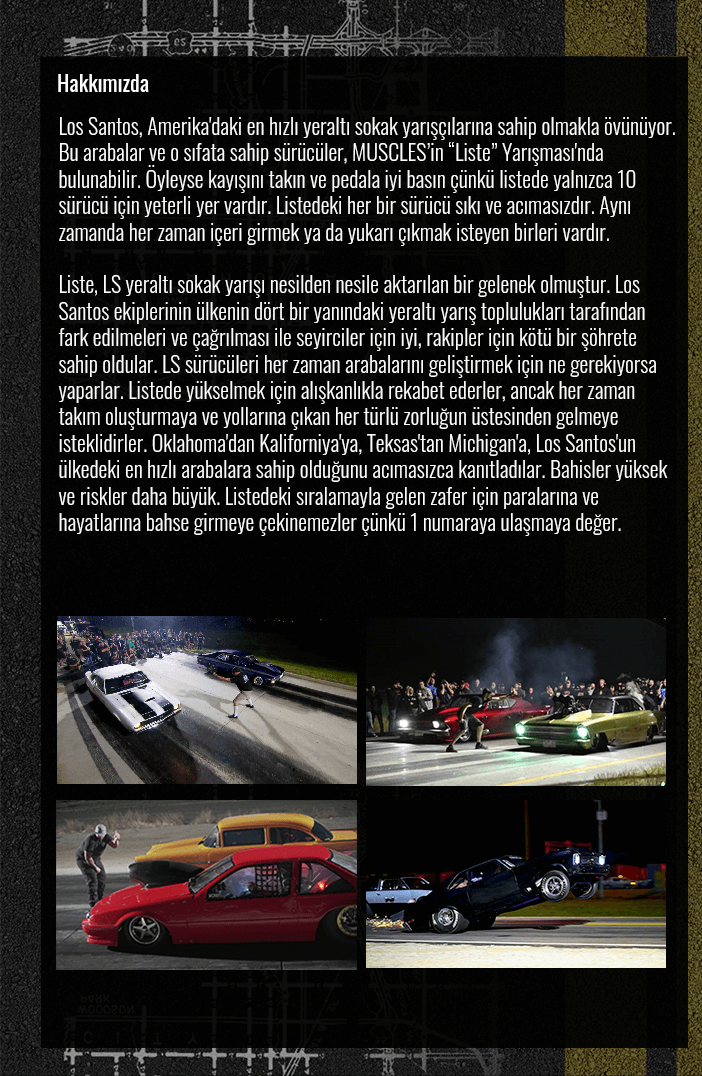 Hakkımızda
Los Santos, Amerika'daki en hızlı yeraltı sokak yarışçılarına sahip olmakla övünüyor.
Bu arabalar ve o sıfata sahip sürücüler, MUSCLES’in “Liste” Yarışması'nda
bulunabilir. Öyleyse kayışını takın ve pedala iyi basın çünkü listede yalnızca 10
sürücü için yeterli yer vardır. Listedeki her bir sürücü sıkı ve acımasızdır. Aynı
zamanda her zaman içeri girmek ya da yukarı çıkmak isteyen birleri vardır.
Liste, LS yeraltı sokak yarışı nesilden nesile aktarılan bir gelenek olmuştur. Los
Santos ekiplerinin ülkenin dört bir yanındaki yeraltı yarış toplulukları tarafından
fark edilmeleri ve çağrılması ile seyirciler için iyi, rakipler için kötü bir şöhrete
sahip oldular. LS sürücüleri her zaman arabalarını geliştirmek için ne gerekiyorsa
yaparlar. Listede yükselmek için alışkanlıkla rekabet ederler, ancak her zaman
takım oluşturmaya ve yollarına çıkan her türlü zorluğun üstesinden gelmeye
isteklidirler. Oklahoma'dan Kaliforniya'ya, Teksas'tan Michigan'a, Los Santos'un
ülkedeki en hızlı arabalara sahip olduğunu acımasızca kanıtladılar. Bahisler yüksek
ve riskler daha büyük. Listedeki sıralamayla gelen zafer için paralarına ve
hayatlarına bahse girmeye çekinemezler çünkü 1 numaraya ulaşmaya değer.